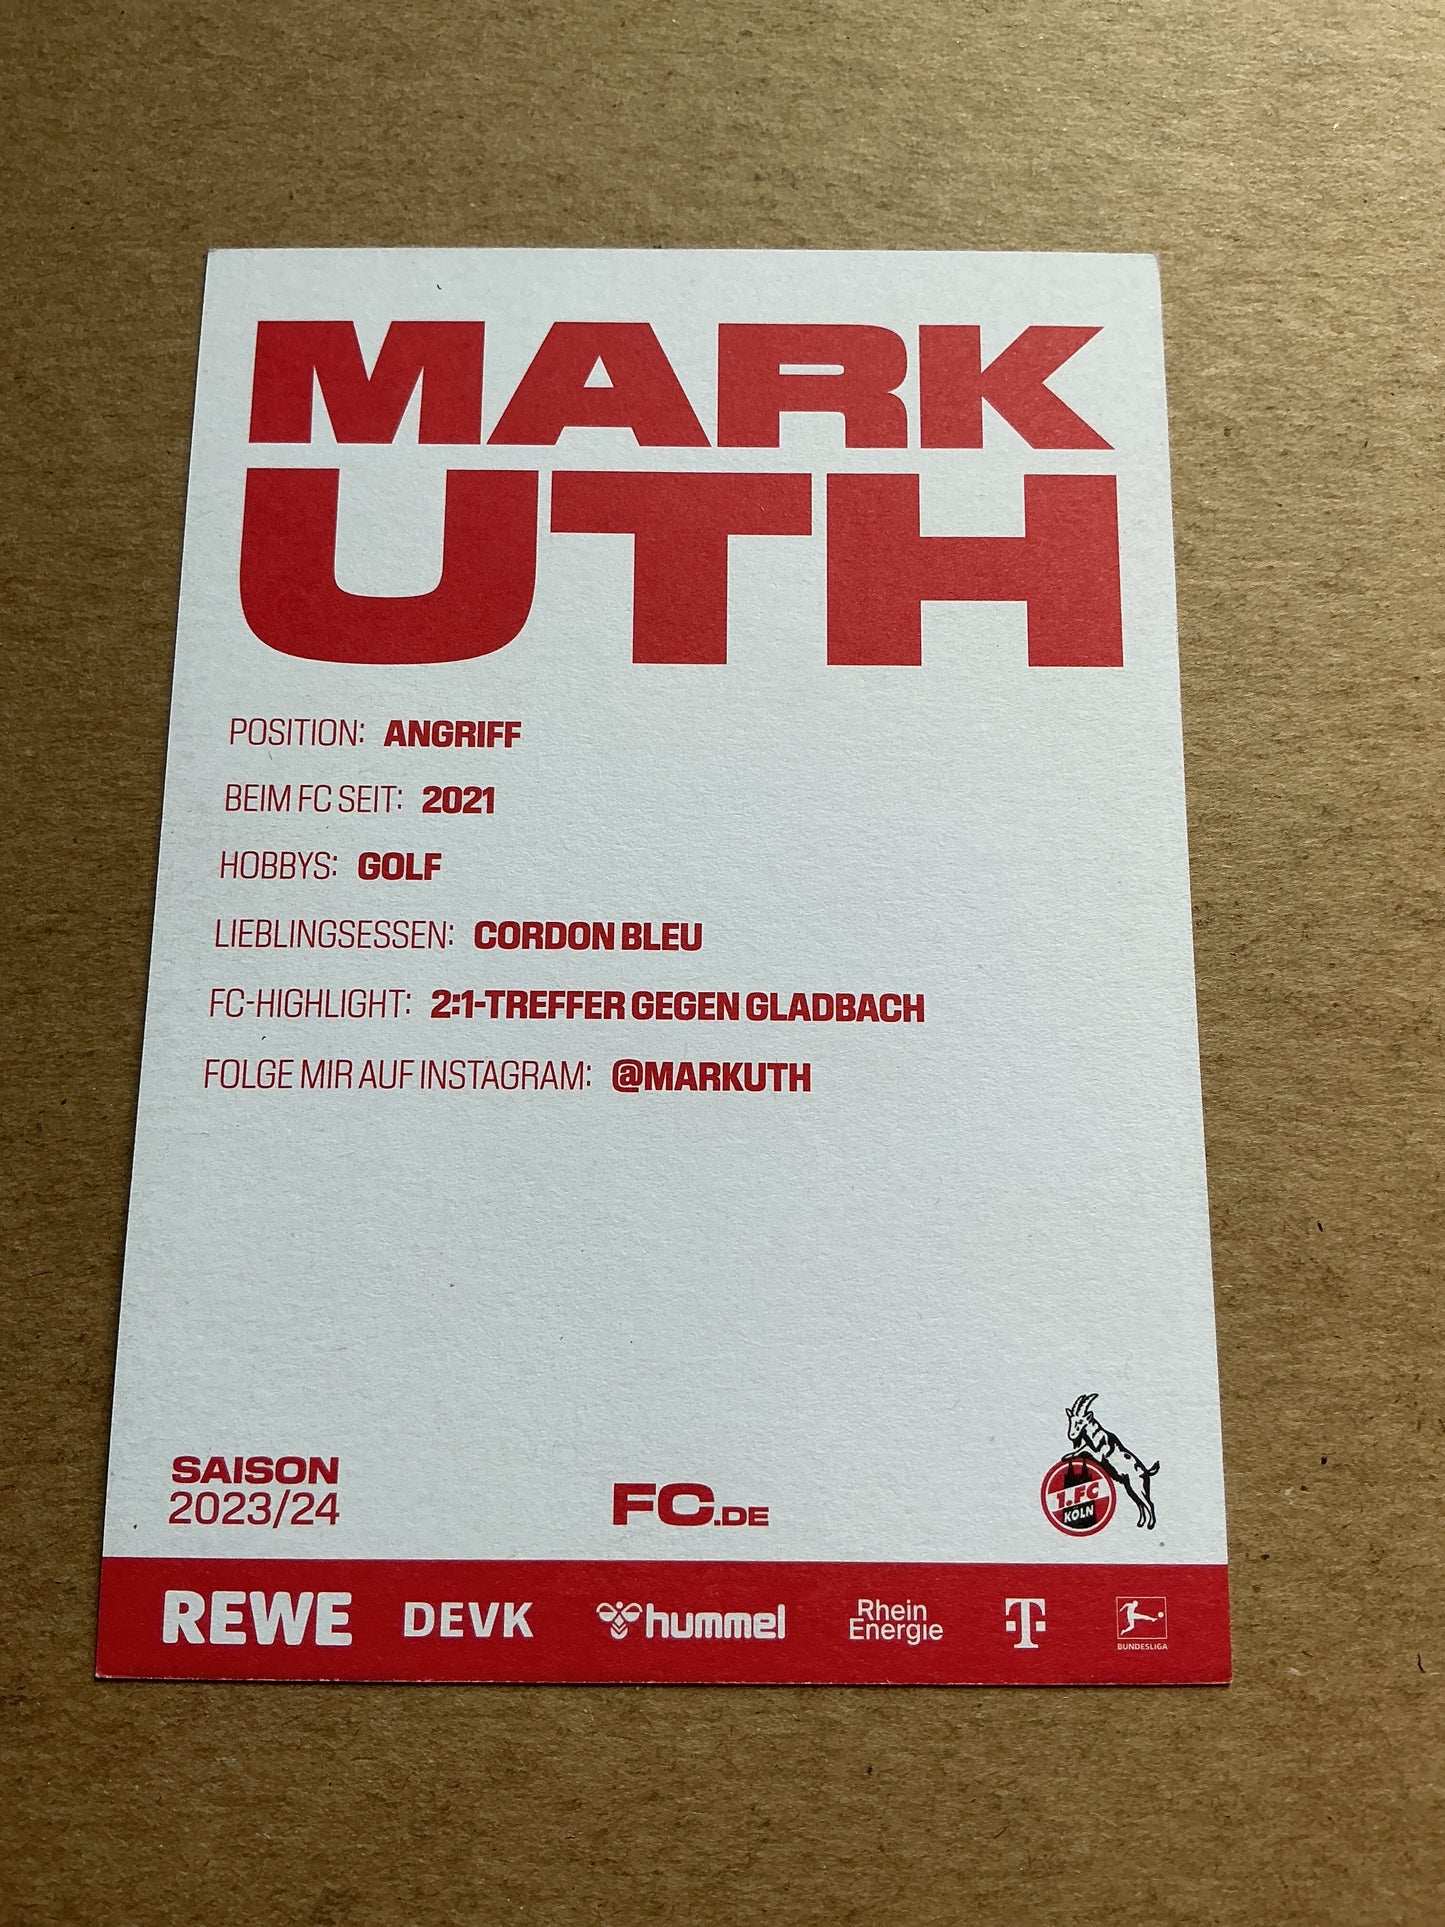 MARK
UTH
POSITION: ANGRIFF
BEIM FC SEIT: 2021
HOBBYS: GOLF
LIEBLINGSESSEN: CORDON BLEU
FC-HIGHLIGHT: 2:1-TREFFER GEGEN GLADBACH
FOLGE MIR AUF INSTAGRAM: @MARKUTH
SAISON
2023/24
FC.DE
1.FC
KÖLN
REWE DEVK hummel Rhein
Energie T BUNDESLIGA